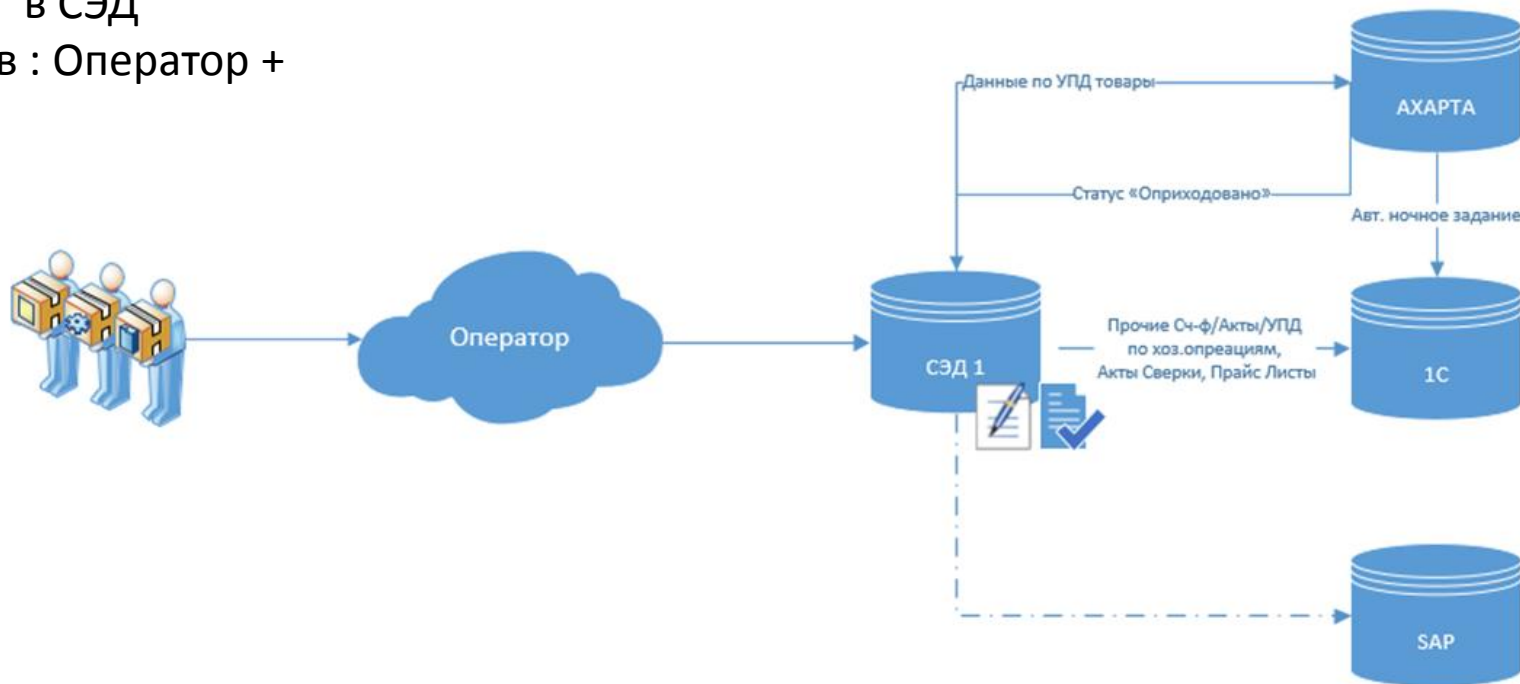 в СЭД
в : Оператор +
Данные по УПД товары
АХАРТА
Статус «Оприходовано»
Авт. ночное задание
Оператор
СЭД 1
Прочие Сч-ф/Акты/УПД
по хоз.опреациям,
Акты Сверки, Прайс Листы
1С
SAP